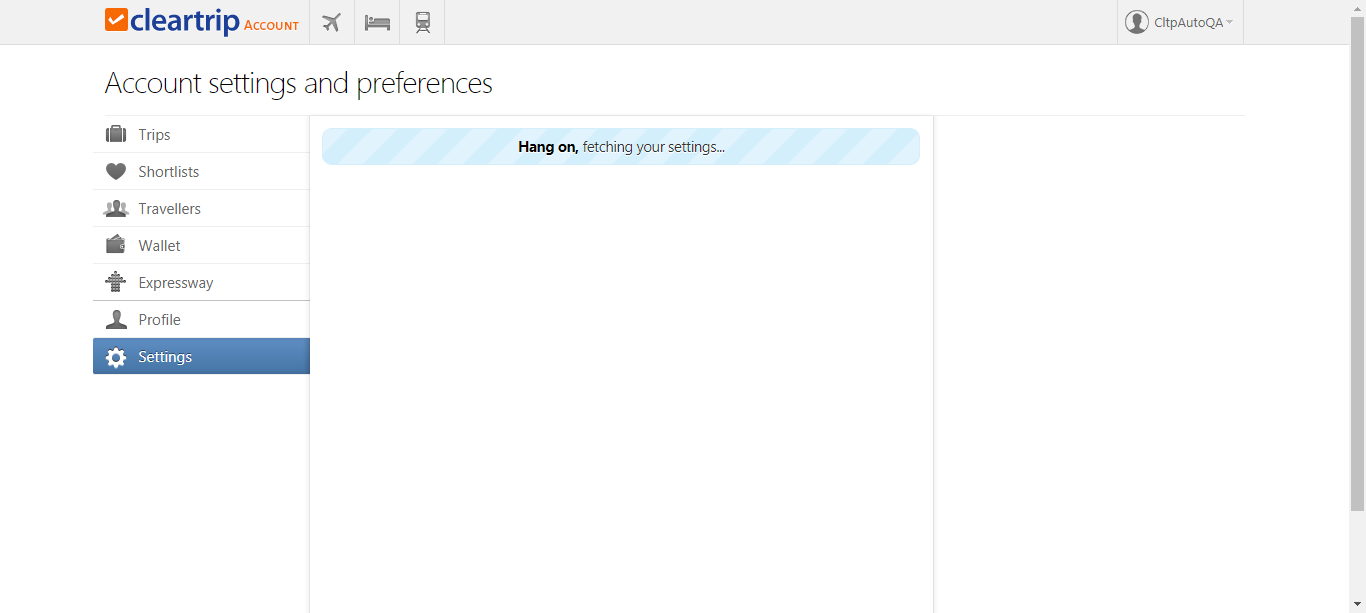 cleartrip ACCOUNT
CltpAutoQA
Account settings and preferences
Trips
Shortlists
Travellers
Wallet
Expressway
Profile
Settings
Hang on, fetching your settings...